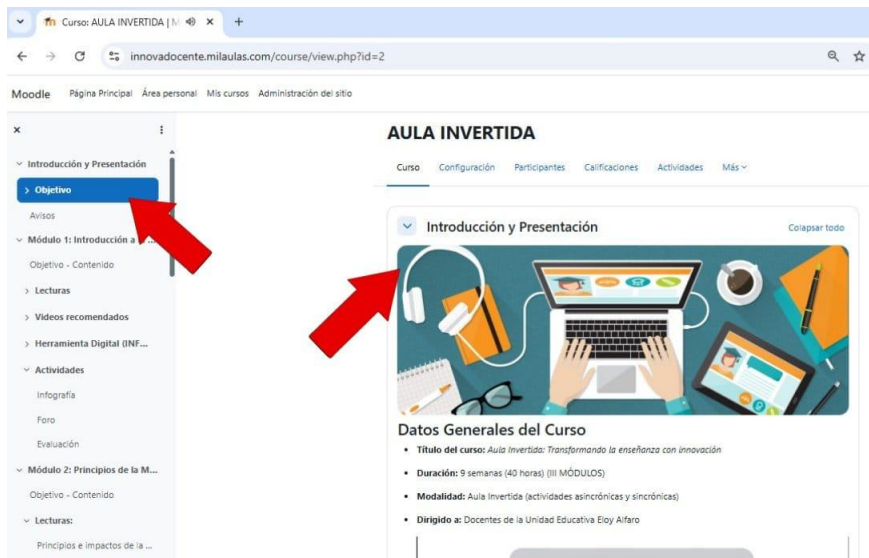 Curso: AULA INVERTIDA | M
innovadocente.milaulas.com/course/view.php?id=2
Moodle Página Principal Área personal Mis cursos Administración del sitio
Introducción y Presentación
Objetivo
Avisos
Módulo 1: Introducción a
Objetivo - Contenido
Lecturas
Videos recomendados
Herramienta Digital (INF...
Actividades
Infografía
Foro
Evaluación
Módulo 2: Principios de la M...
Objetivo - Contenido
Lecturas:
Principios e impactos de la ...
AULA INVERTIDA
Curso Configuración Participantes Calificaciones Actividades Más
Introducción y Presentación Colapsar todo
Datos Generales del Curso
• Título del curso: Aula Invertida: Transformando la enseñanza con innovación
• Duración: 9 semanas (40 horas) (III MÓDULOS)
• Modalidad: Aula Invertida (actividades asincrónicas y sincrónicas)
• Dirigido a: Docentes de la Unidad Educativa Eloy Alfaro